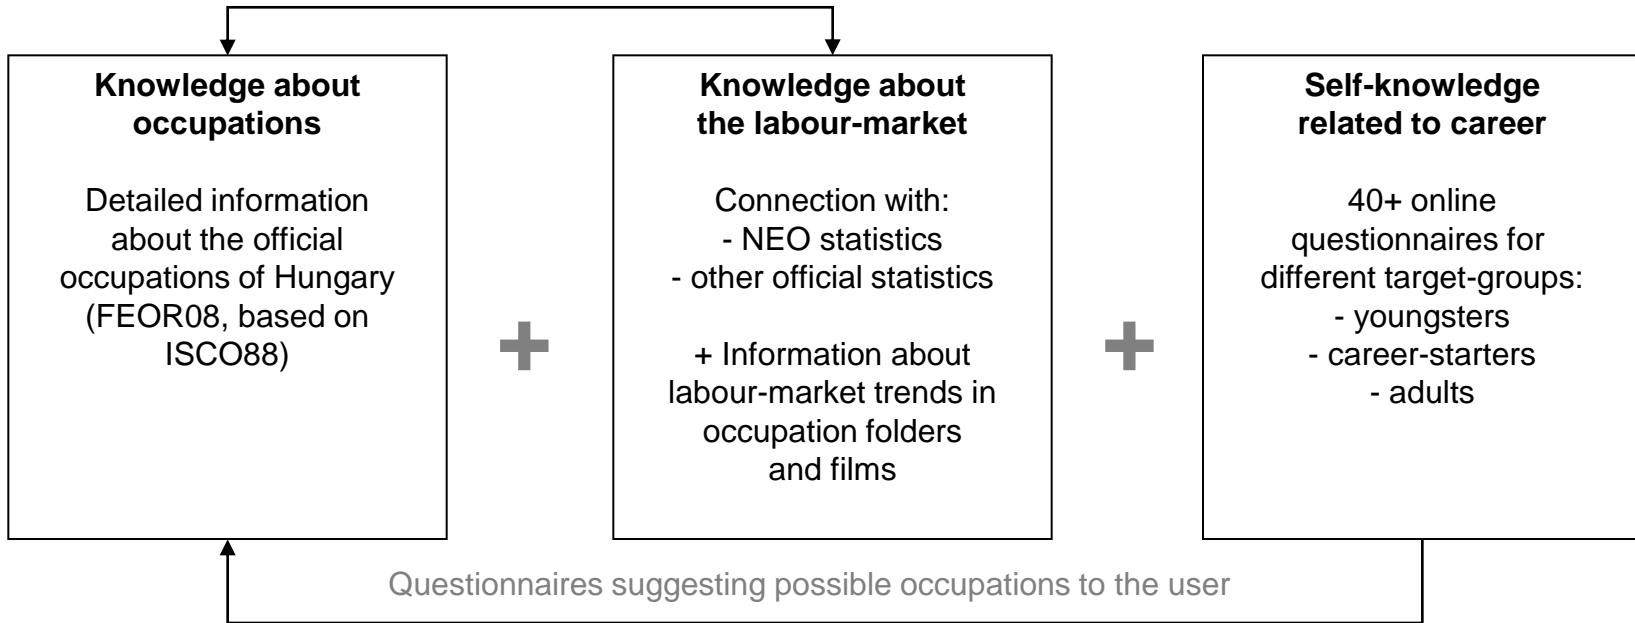 Knowledge about
occupations
Detailed information
about the official
occupations of Hungary
(FEOR08, based on
ISCO88)
Knowledge about
the labour-market
Connection with:
- NEO statistics
- other official statistics
+ Information about
labour-market trends in
occupation folders
and films
Self-knowledge
related to career
40+ online
questionnaires for
different target-groups:
- youngsters
- career-starters
- adults
Questionnaires suggesting possible occupations to the user